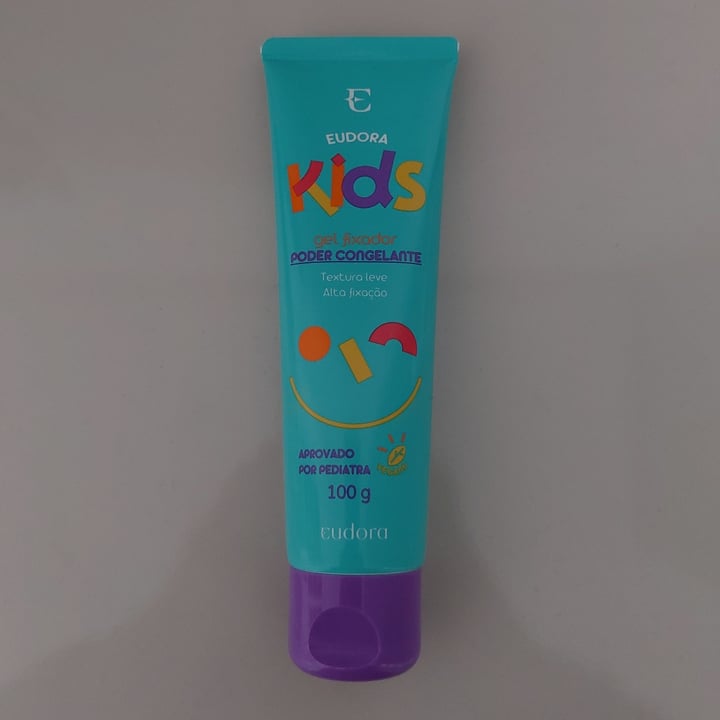 E
EUDORA
Kids
gel fixador
PODER CONGELANTE
Textura leve
Alta fixação
APROVADO
POR PEDIATRA
100 g
eudora